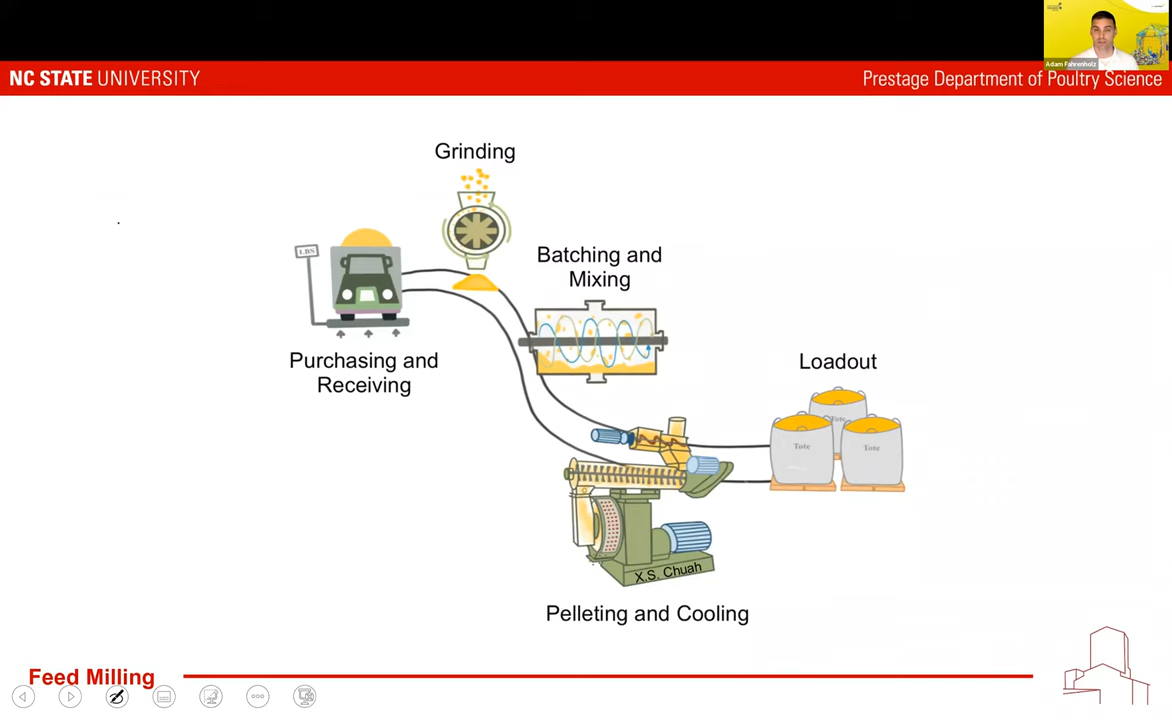 Adam Fahrenholz
NC STATE UNIVERSITY
Prestage Department of Poultry Science
Grinding
LBS
Batching and
Mixing
Purchasing and
Receiving
Loadout
Tote
Tote
Tote
X.S. Chuah
Pelleting and Cooling
Feed Milling